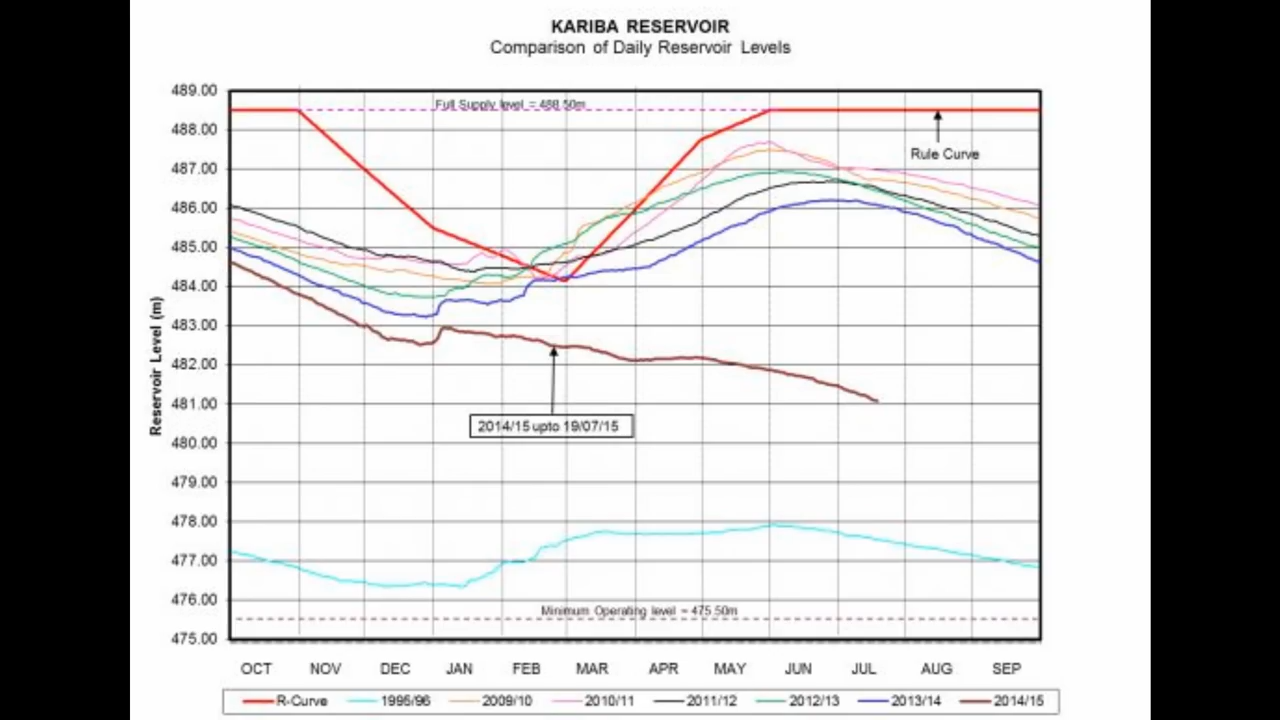 KARIBA RESERVOIR
Comparison of Daily Reservoir Levels
489.00
Full Supply level = 488.50m
488.00
Rule Curve
487.00
486.00
485.00
484.00
483.00
482.00
481.00
480.00
479.00
478.00
477.00
476.00
475.00
Reservoir Level (m)
2014/15 upto 19/07/15
Minimum Operating level = 475.50m
OCT NOV DEC JAN FEB MAR APR MAY JUN JUL AUG SEP
R-Curve 1995/96 2009/10 2010/11 2011/12 2012/13 2013/14 2014/15